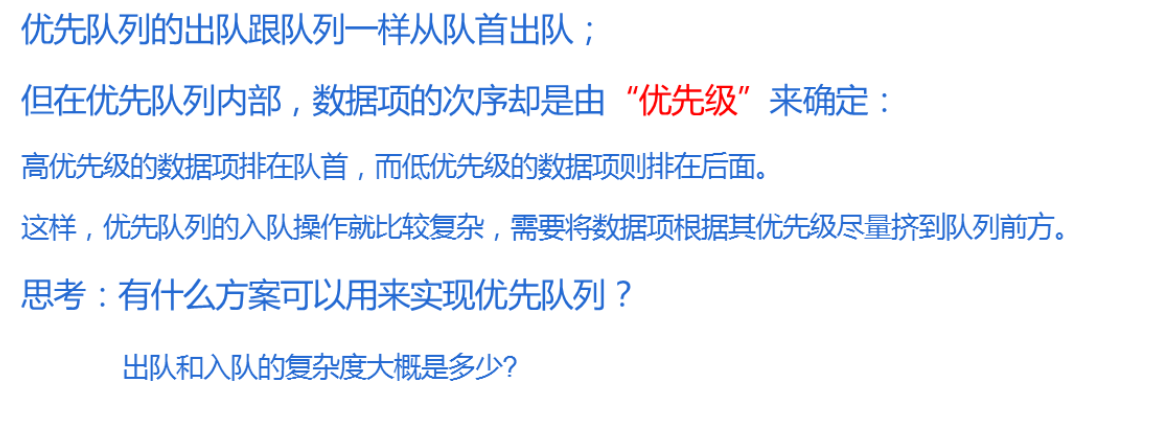 优先队列的出队跟队列一样从队首出队；
但在优先队列内部，数据项的次序却是由“优先级”来确定：
高优先级的数据项排在队首，而低优先级的数据项则排在后面。
这样，优先队列的入队操作就比较复杂，需要将数据项根据其优先级尽量挤到队列前方。
思考：有什么方案可以用来实现优先队列？
出队和入队的复杂度大概是多少?